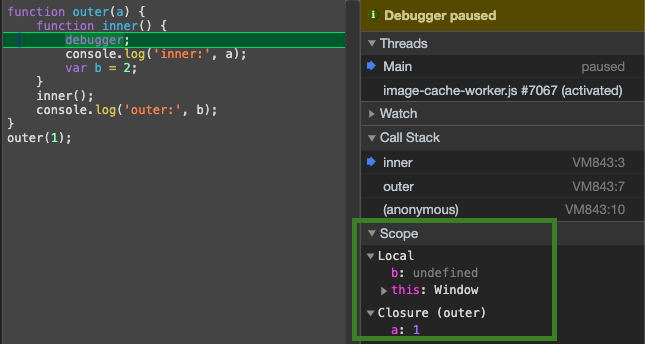 function outer(a) {
    function inner() {
        debugger;
        console.log('inner:', a);
        var b = 2;
    }
    inner();
    console.log('outer:', b);
}
outer(1);
Debugger paused
Threads
Main paused
image-cache-worker.js #7067 (activated)
Watch
Call Stack
inner VM843:3
outer VM843:7
(anonymous) VM843:10
Scope
Local
b: undefined
this: Window
Closure (outer)
a: 1